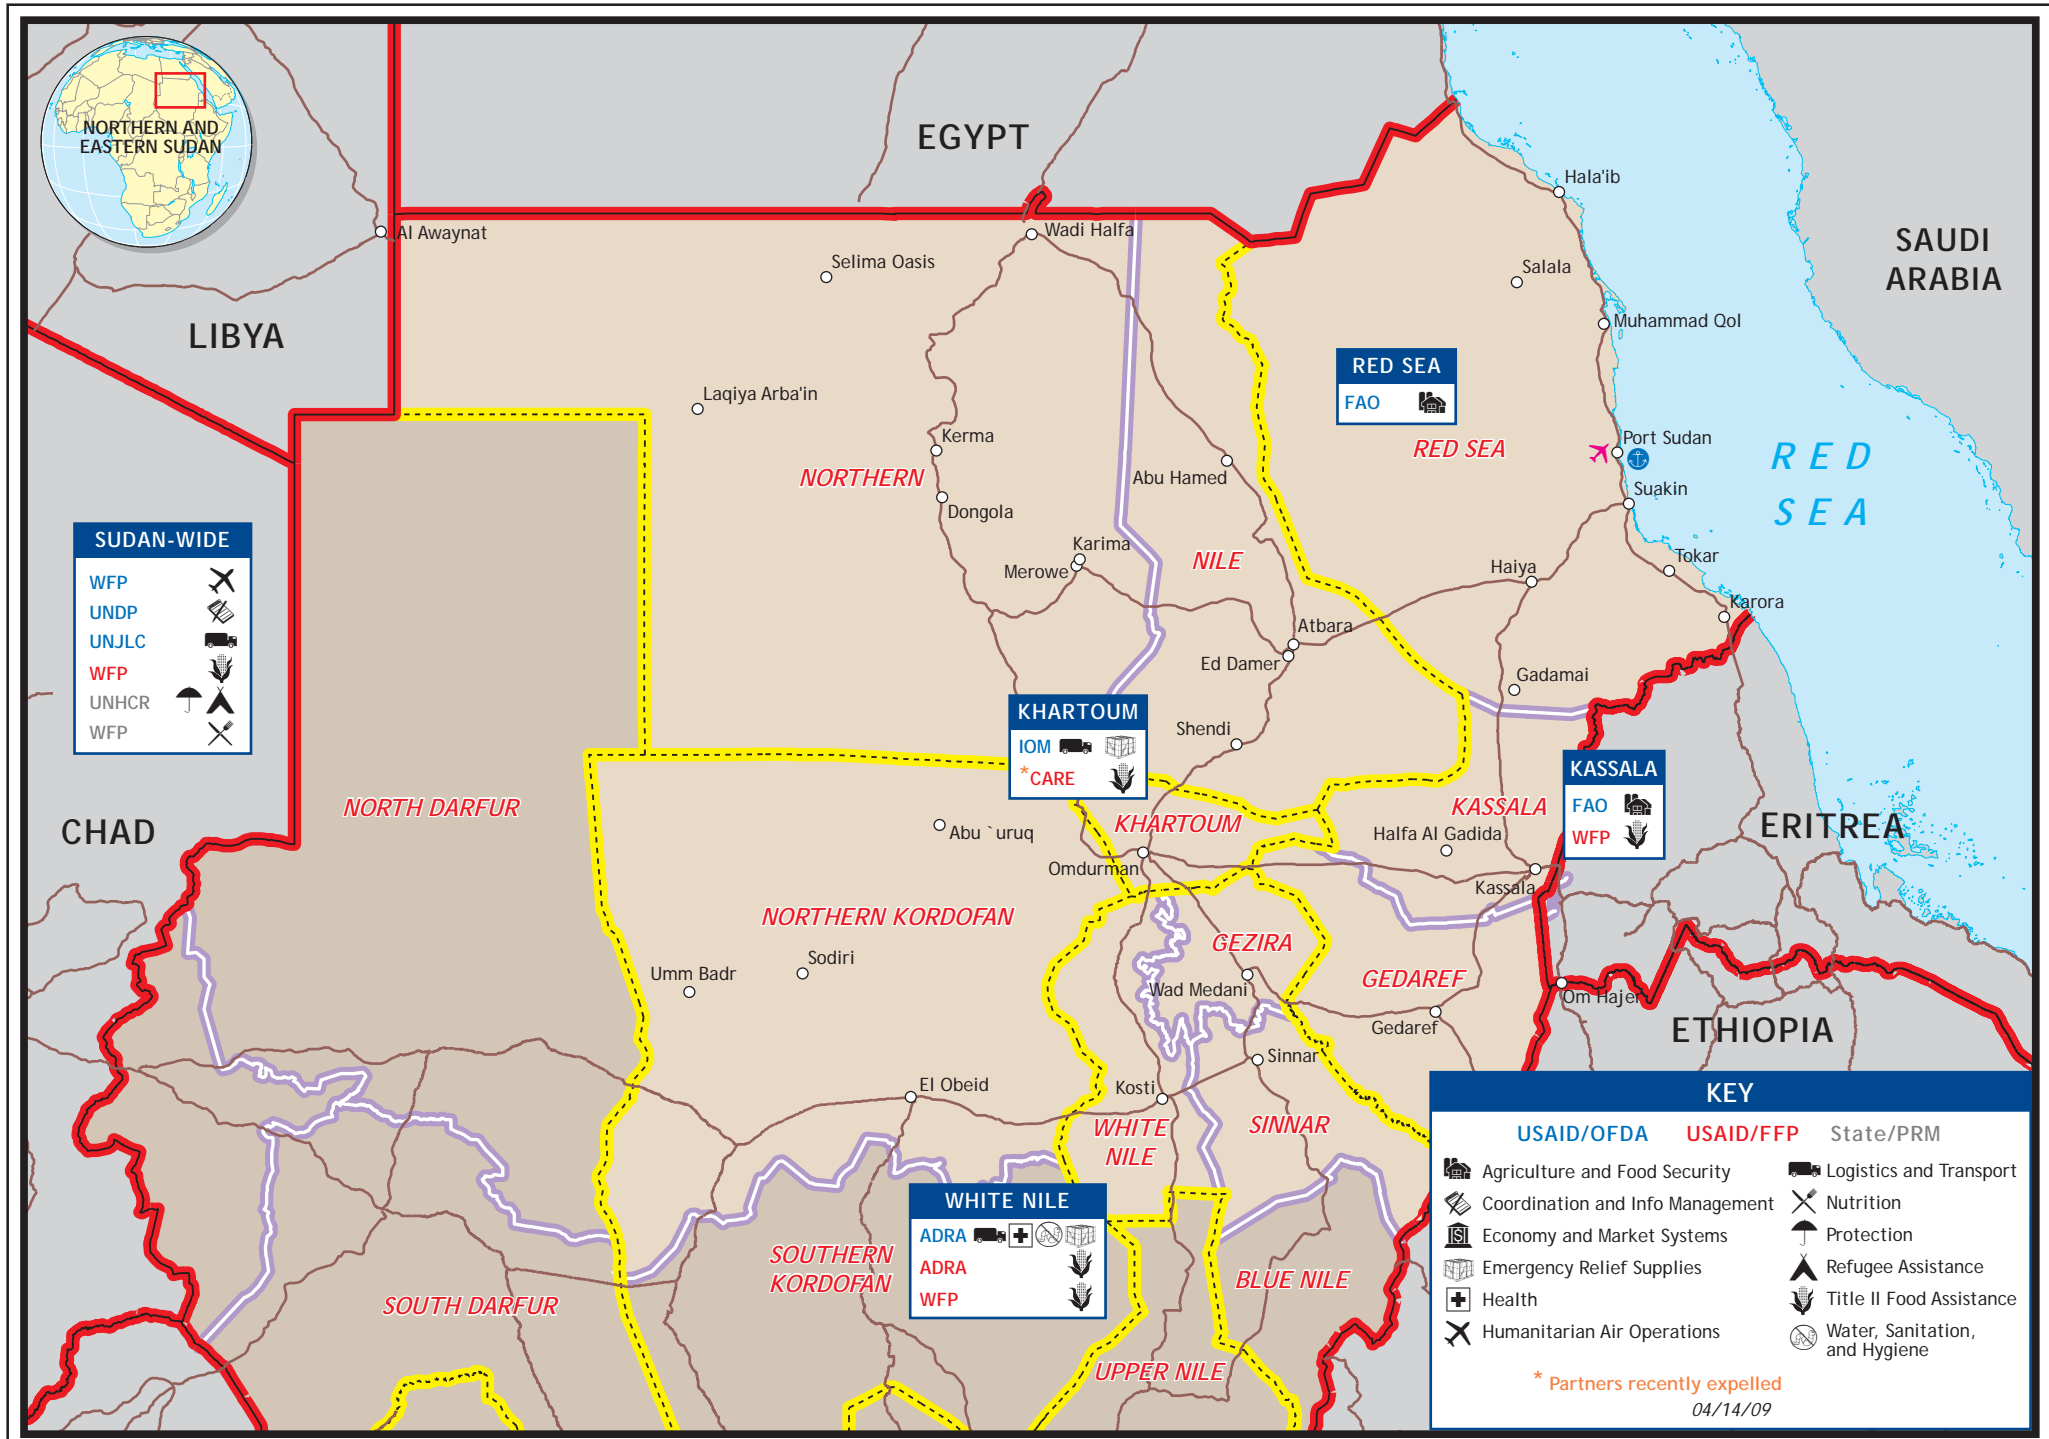 NORTHERN AND
EASTERN SUDAN
EGYPT
LIBYA
SAUDI
ARABIA
CHAD
ERITREA
ETHIOPIA
RED
SEA
Al Awaynat
Wadi Halfa
Selima Oasis
Hala'ib
Salala
Muhammad Qol
Laqiya Arba'in
Kerma
Dongola
NORTHERN
Abu Hamed
Karima
Merowe
NILE
RED SEA
FAO
RED SEA
Port Sudan
Suakin
Tokar
Haiya
Karora
Atbara
Ed Damer
Gadamai
Shendi
SUDAN-WIDE
WFP
UNDP
UNJLC
WFP
UNHCR
WFP
KHARTOUM
IOM
*CARE
KASSALA
FAO
WFP
NORTH DARFUR
Abu `uruq
KHARTOUM
KASSALA
Halfa Al Gadida
Omdurman
Kassala
NORTHERN KORDOFAN
Umm Badr
Sodiri
GEZIRA
Wad Medani
GEDAREF
Gedaref
Om Hajer
Sinnar
El Obeid
Kosti
WHITE
NILE
SINNAR
WHITE NILE
ADRA
ADRA
WFP
SOUTHERN
KORDOFAN
SOUTH DARFUR
BLUE NILE
UPPER NILE
KEY
USAID/OFDA USAID/FFP State/PRM
Agriculture and Food Security
Coordination and Info Management
Economy and Market Systems
Emergency Relief Supplies
Health
Humanitarian Air Operations
Logistics and Transport
Nutrition
Protection
Refugee Assistance
Title II Food Assistance
Water, Sanitation,
and Hygiene
* Partners recently expelled
04/14/09